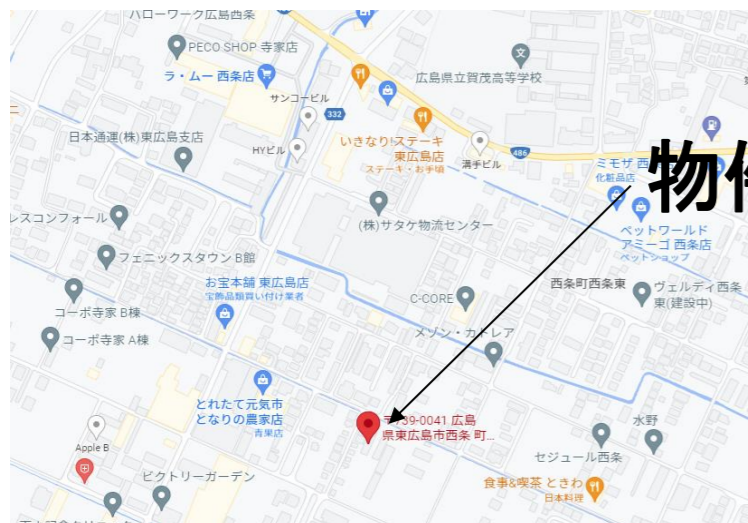 ハローワーク広島西条
PECO SHOP 寺家店
広島県立賀茂高等学校
ラ・ムー 西条店
サンコービル
332
日本通運(株)東広島支店
HYビル
いきなり!ステーキ
東広島店
ステーキ・お手頃
溝手ビル
486
ミモザ 西
化粧品店
物件
(株)サタケ物流センター
ペットワールド
アミーゴ 西条店
ペットショップ
レスコンフォール
フェニックスタウン B館
お宝本舗 東広島店
宝飾品類買い付け業者
C-CORE
西条町西条東
ヴェルディ西条
東(建設中)
コーポ寺家 B棟
コーポ寺家 A棟
メゾン・カトレア
とれたて元気市
となりの農家店
青果店
〒739-0041 広島
県東広島市西条 町...
水野
Apple B
セジュール西条
ビクトリーガーデン
食事&喫茶 ときわ
日本料理